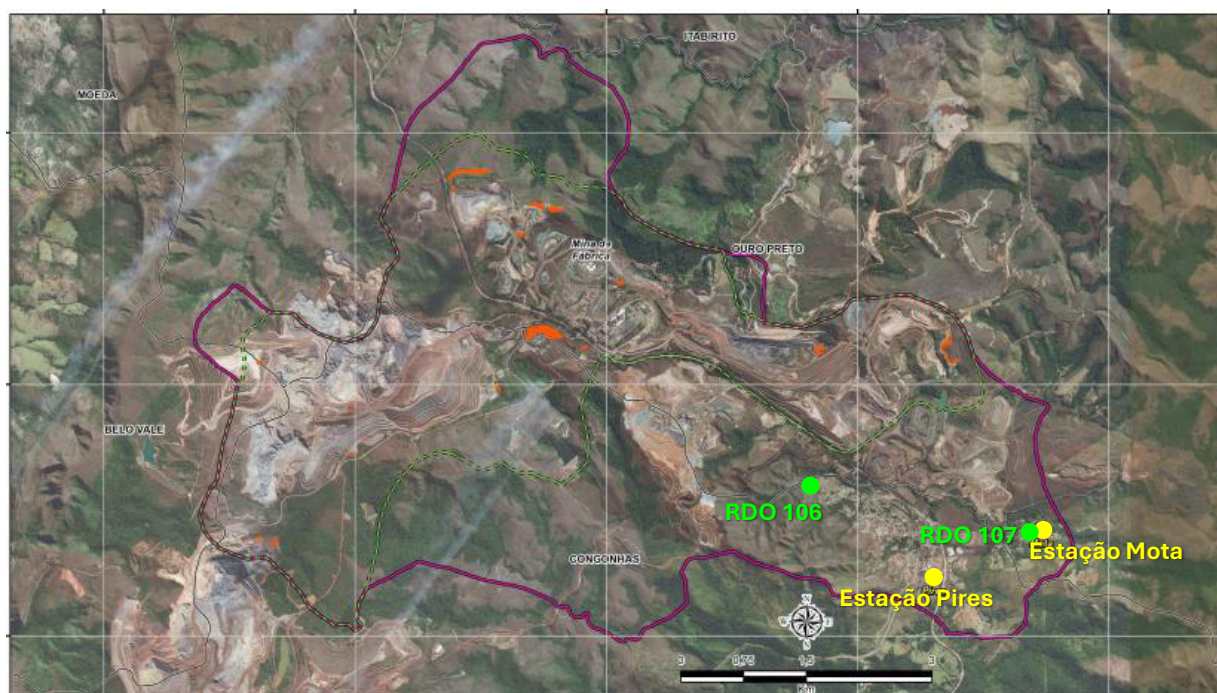 ITABIRITO
MOEDA
OURO PRETO
Mina de
Fábrica
BELO VALE
RDO 106
RDO 107
Estação Mota
CONGONHAS
Estação Pires
N
W E
S
0 0,75 1,5 3
Km